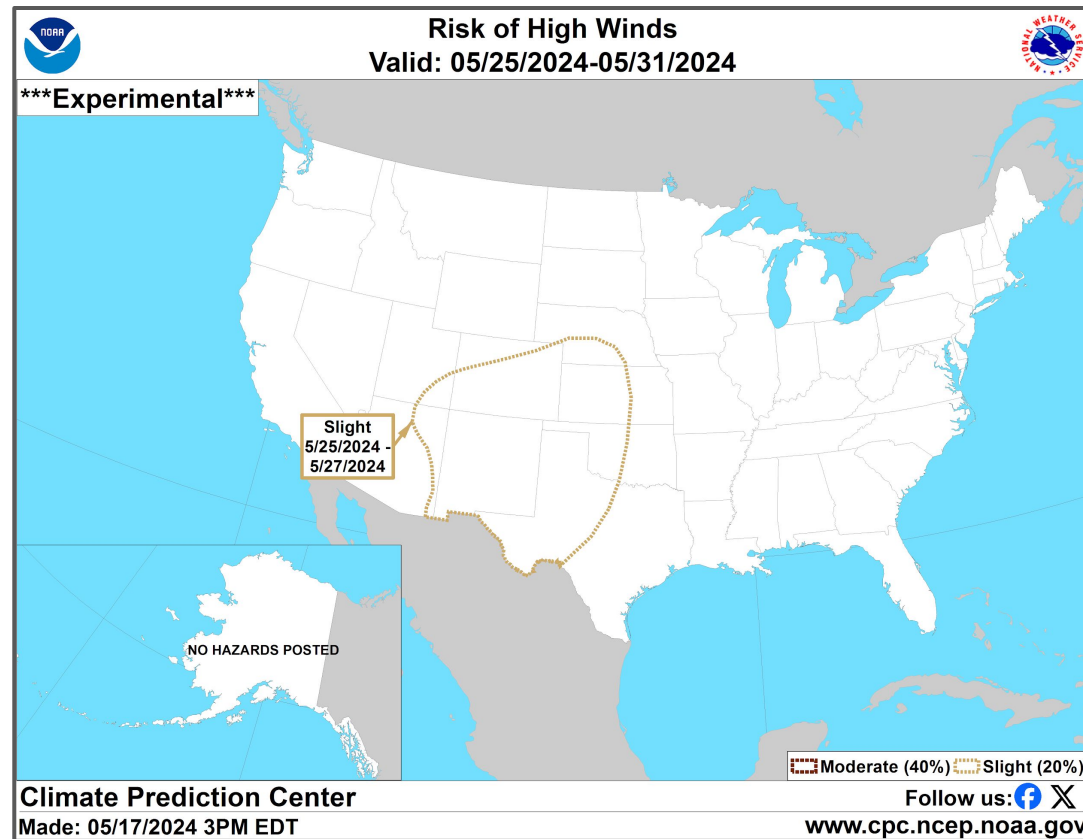 NOAA
Risk of High Winds
Valid: 05/25/2024-05/31/2024
NATIONAL WEATHER SERVICE
***Experimental***
Slight
5/25/2024 -
5/27/2024
NO HAZARDS POSTED
Moderate (40%) Slight (20%)
Climate Prediction Center
Follow us:
Made: 05/17/2024 3PM EDT
www.cpc.ncep.noaa.gov